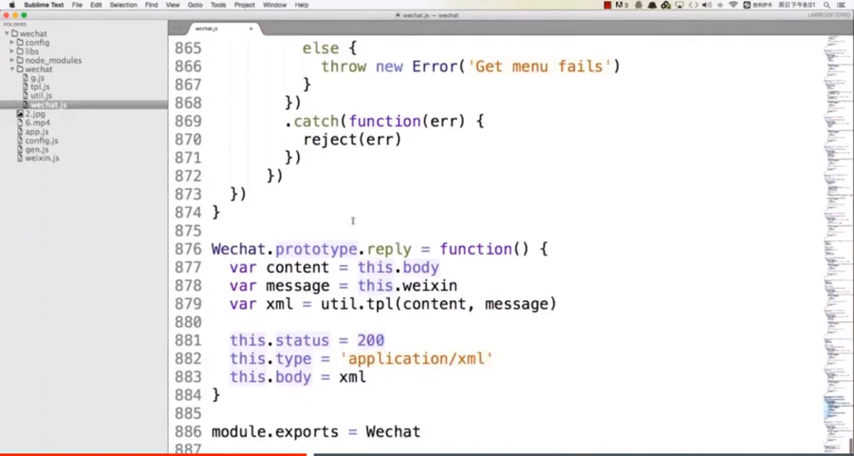 Sublime Text File Edit Selection Find View Goto Tools Project Window Help
wechat.js — wechat
UNREGISTERED
FOLDERS
wechat
config
libs
node_modules
wechat
g.js
tpl.js
util.js
wechat.js
2.jpg
6.mp4
app.js
config.js
gen.js
weixin.js
wechat.js
865 else {
866 throw new Error('Get menu fails')
867 }
868 })
869 .catch(function(err) {
870 reject(err)
871 })
872 })
873 })
874 }
875
876 Wechat.prototype.reply = function() {
877 var content = this.body
878 var message = this.weixin
879 var xml = util.tpl(content, message)
880
881 this.status = 200
882 this.type = 'application/xml'
883 this.body = xml
884 }
885
886 module.exports = Wechat
887